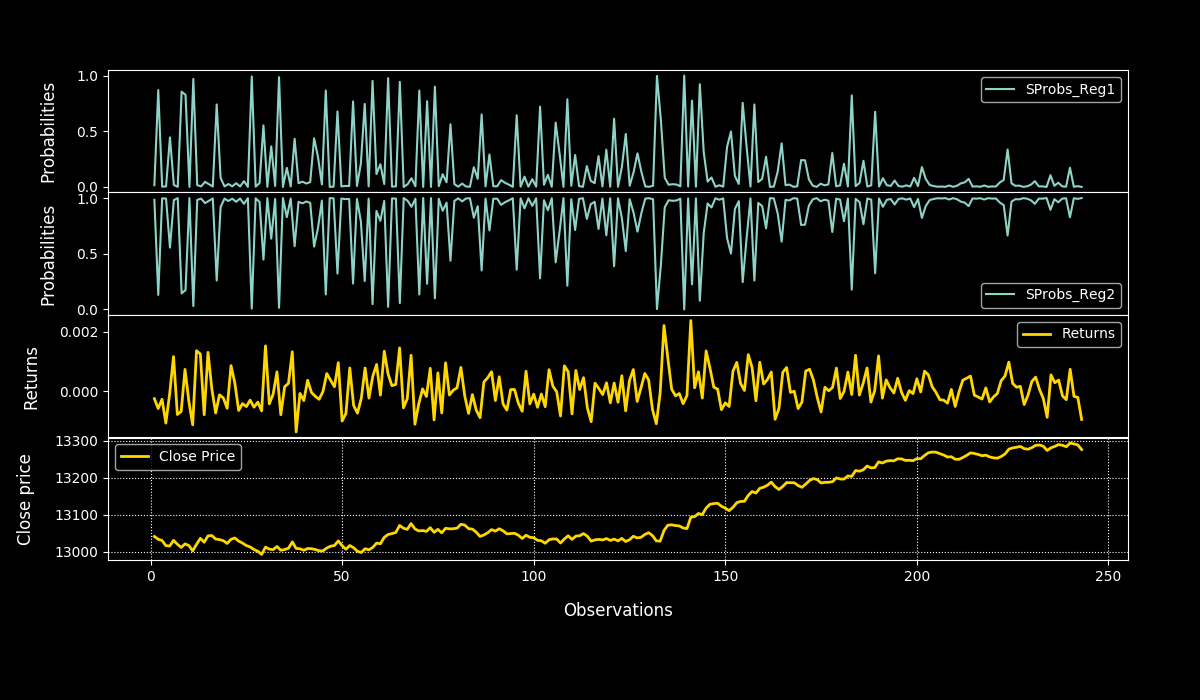 Probabilities
1.0
0.5
0.0
SProbs_Reg1
Probabilities
1.0
0.5
0.0
SProbs_Reg2
Returns
0.002
0.000
Returns
Close price
13300
13200
13100
13000
Close Price
0 50 100 150 200 250
Observations